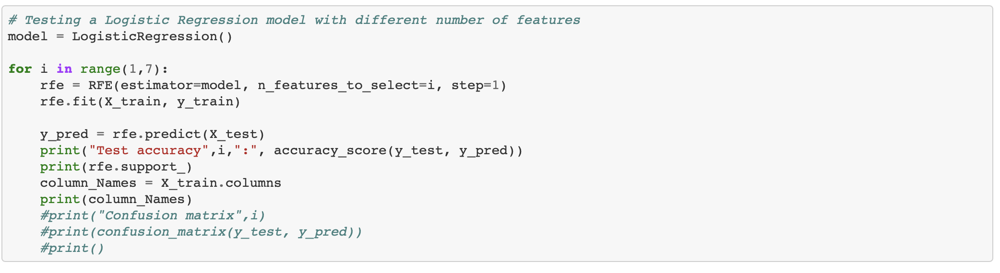 # Testing a Logistic Regression model with different number of features
model = LogisticRegression()
for i in range(1,7):
    rfe = RFE(estimator=model, n_features_to_select=i, step=1)
    rfe.fit(X_train, y_train)
    y_pred = rfe.predict(X_test)
    print("Test accuracy",i,":", accuracy_score(y_test, y_pred))
    print(rfe.support_)
    column_Names = X_train.columns
    print(column_Names)
    #print("Confusion matrix",i)
    #print(confusion_matrix(y_test, y_pred))
    #print()